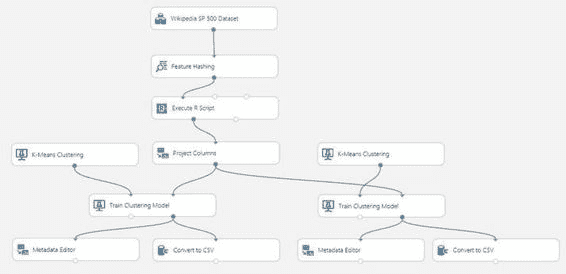 Wikipedia SP 500 Dataset
Feature Hashing
Execute R Script
K-Means Clustering
Project Columns
K-Means Clustering
Train Clustering Model
Train Clustering Model
Metadata Editor
Convert to CSV
Metadata Editor
Convert to CSV